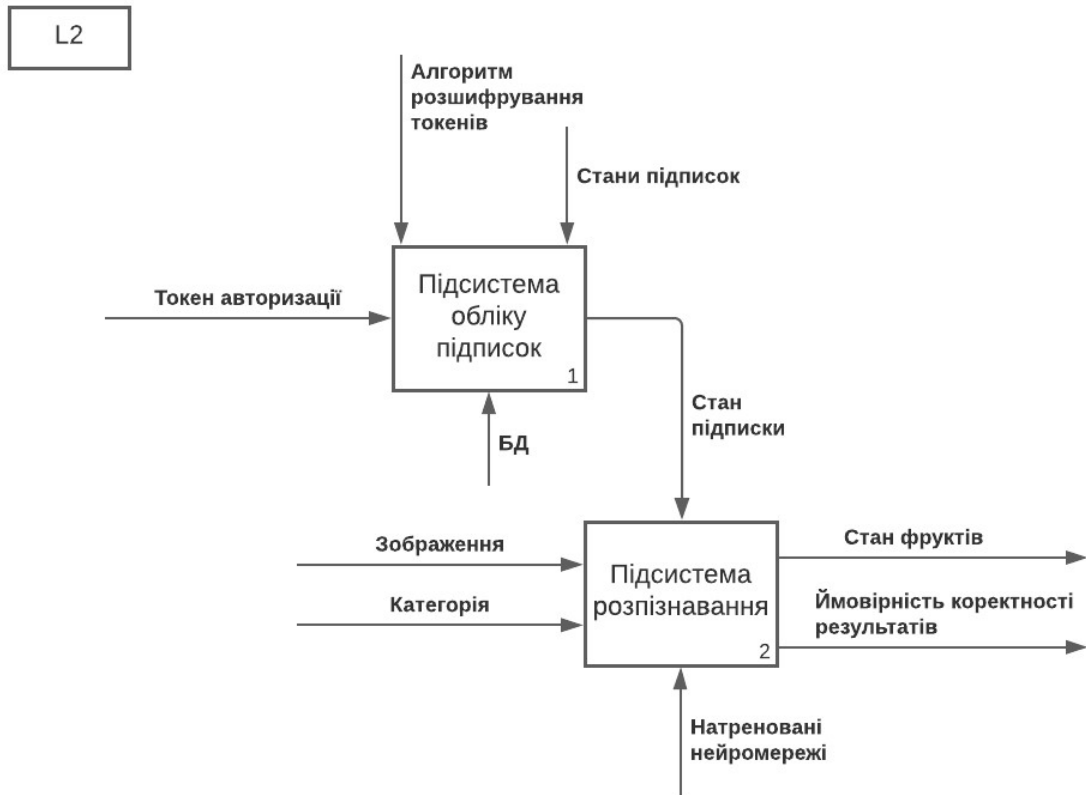 L2
Алгоритм
розшифрування
токенів
Стани підписок
Токен авторизації
Підсистема
обліку
підписок
1
БД
Стан
підписки
Зображення
Категорія
Підсистема
розпізнавання
2
Стан фруктів
Ймовірність коректності
результатів
Натреновані
нейромережі